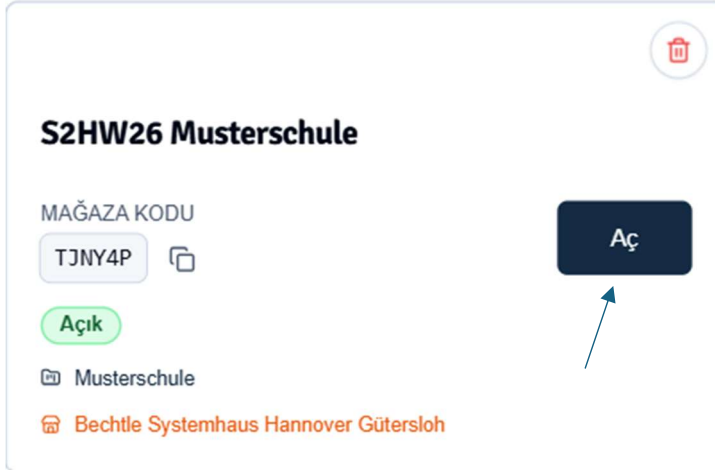 S2HW26 Musterschule
MAĞAZA KODU
TJNY4P
Aç
Açık
Musterschule
Bechtle Systemhaus Hannover Gütersloh